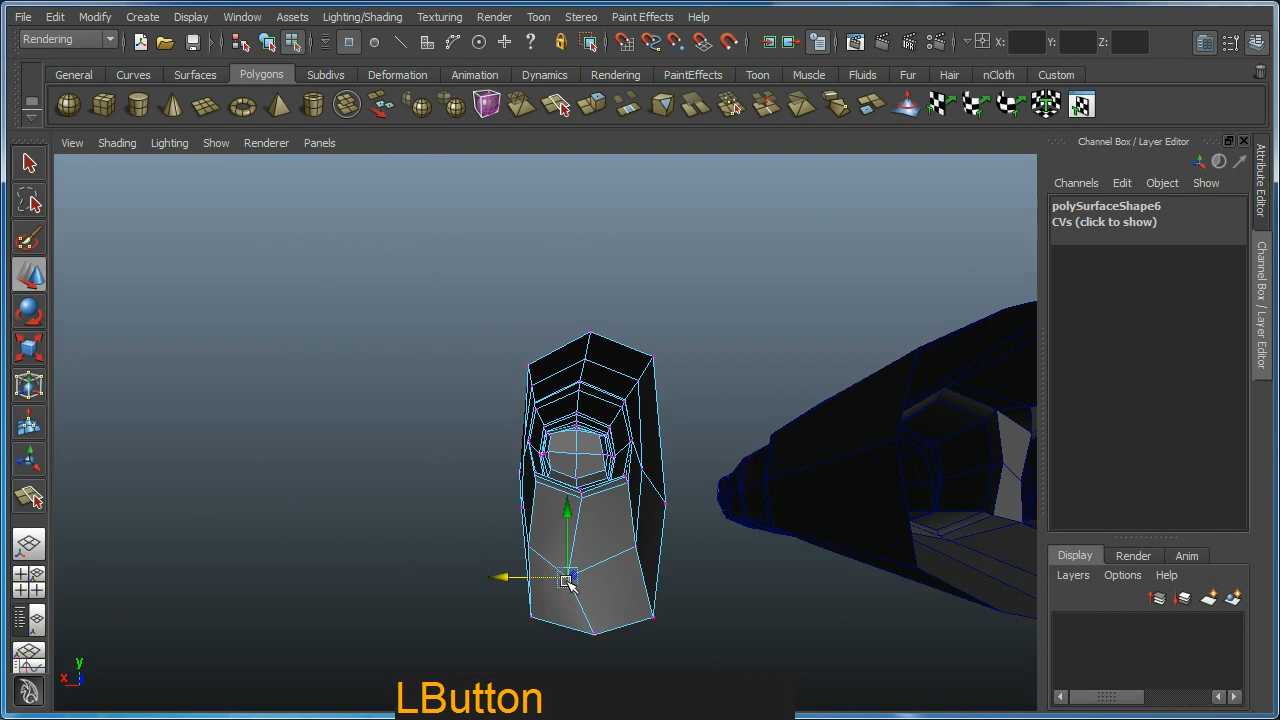 File Edit Modify Create Display Window Assets Lighting/Shading Texturing Render Toon Stereo Paint Effects Help
Rendering X: Y: Z:
General Curves Surfaces Polygons Subdivs Deformation Animation Dynamics Rendering PaintEffects Toon Muscle Fluids Fur Hair nCloth Custom
View Shading Lighting Show Renderer Panels
Channel Box / Layer Editor
Channels Edit Object Show
polySurfaceShape6
CVs (click to show)
Attribute Editor
Channel Box / Layer Editor
Display Render Anim
Layers Options Help
y
x
LButton